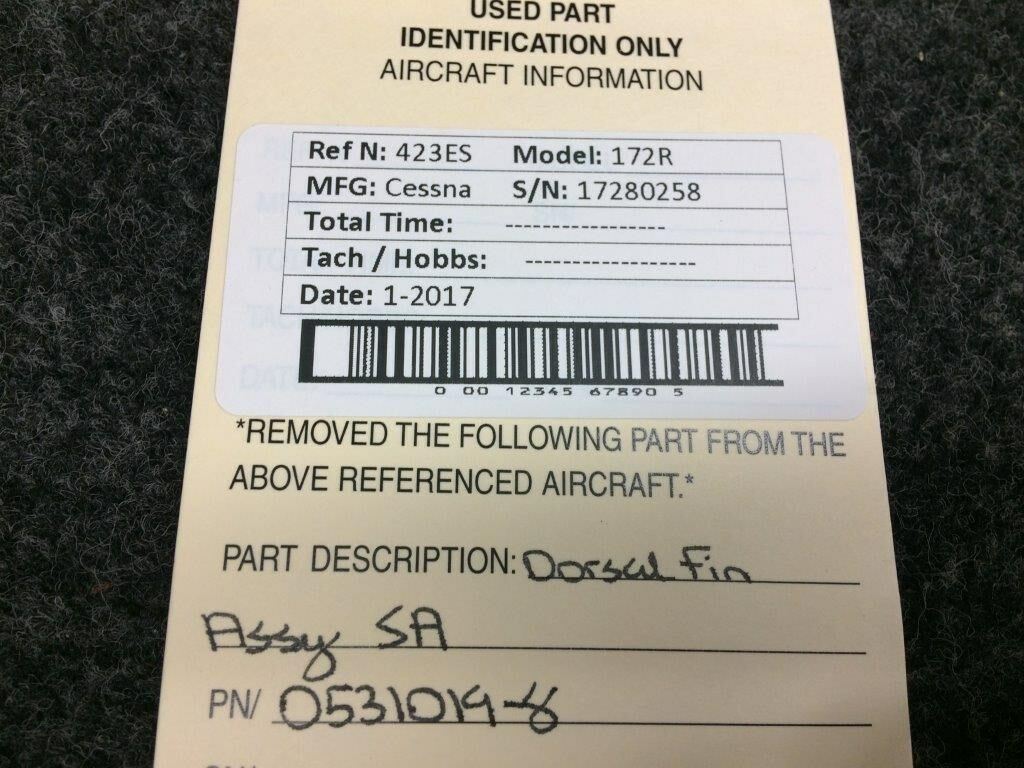 USED PART
IDENTIFICATION ONLY
AIRCRAFT INFORMATION
Ref N: 423ES Model: 172R
MFG: Cessna S/N: 17280258
Total Time: -----------------
Tach / Hobbs: ------------------
Date: 1-2017
0 00 12345 67890 5
*REMOVED THE FOLLOWING PART FROM THE
ABOVE REFERENCED AIRCRAFT.*
PART DESCRIPTION: Dorsal Fin
Assy SA
PN/ 0531019-8